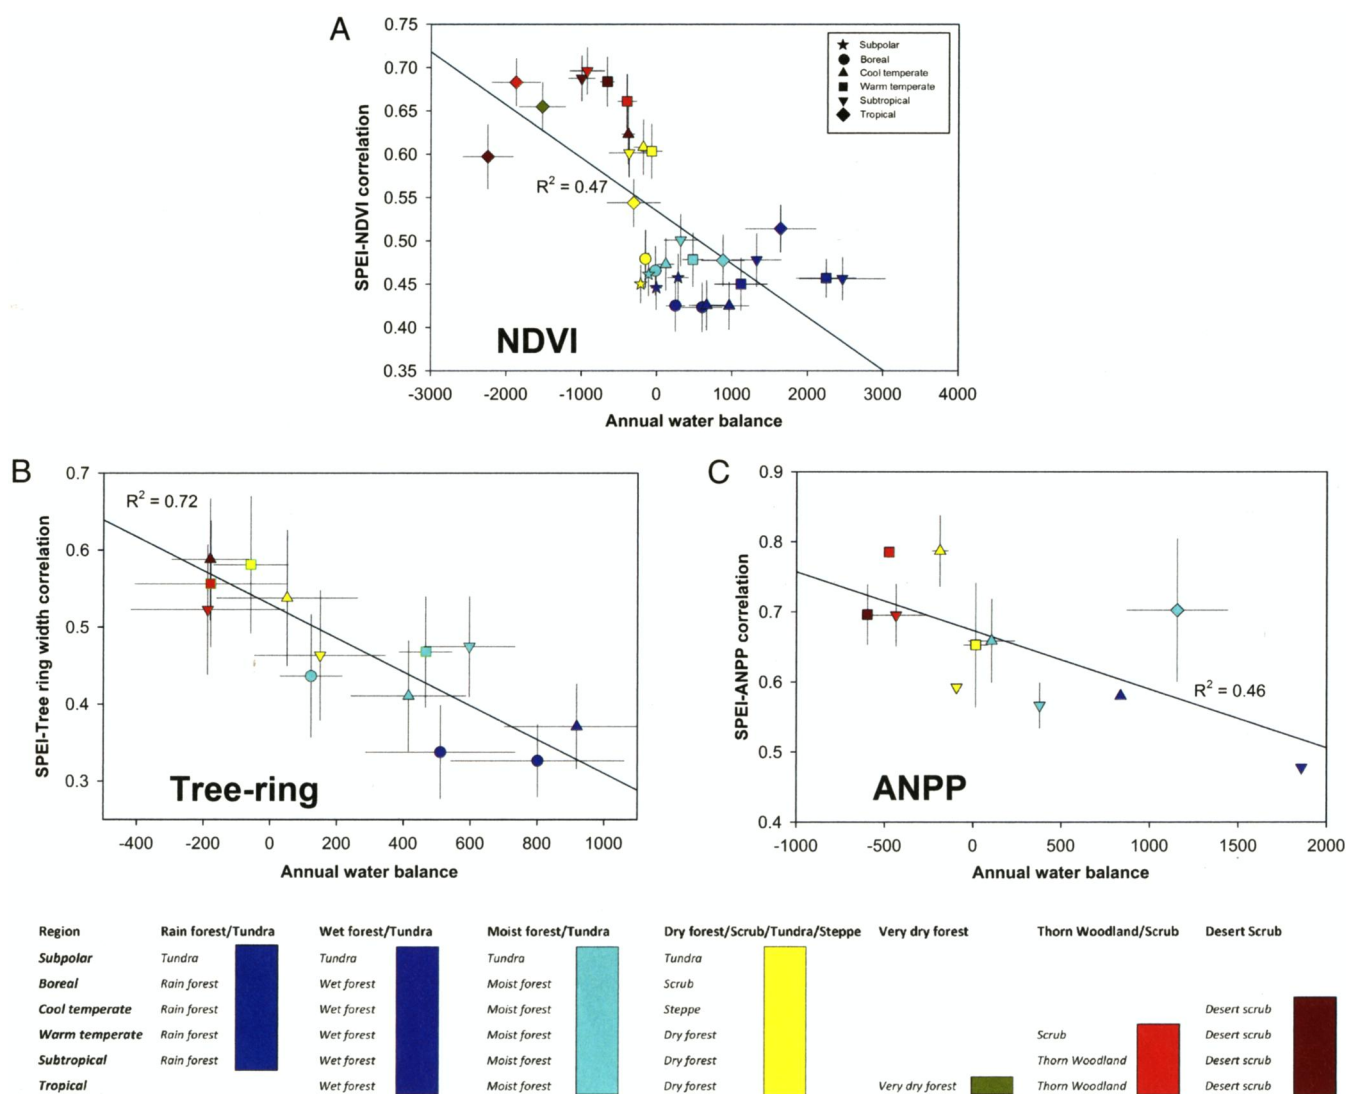 A
0.75
0.70
0.65
0.60
0.55
0.50
0.45
0.40
0.35
SPEI-NDVI correlation
Subpolar
Boreal
Cool temperate
Warm temperate
Subtropical
Tropical
R² = 0.47
NDVI
-3000 -2000 -1000 0 1000 2000 3000 4000
Annual water balance
B
0.7
0.6
0.5
0.4
0.3
SPEI-Tree ring width correlation
R² = 0.72
Tree-ring
-400 -200 0 200 400 600 800 1000
Annual water balance
C
0.9
0.8
0.7
0.6
0.5
0.4
SPEI-ANPP correlation
R² = 0.46
ANPP
-1000 -500 0 500 1000 1500 2000
Annual water balance
Region Rain forest/Tundra Wet forest/Tundra Moist forest/Tundra Dry forest/Scrub/Tundra/Steppe Very dry forest Thorn Woodland/Scrub Desert Scrub
Subpolar Tundra Tundra Tundra Tundra
Boreal Rain forest Wet forest Moist forest Scrub
Cool temperate Rain forest Wet forest Moist forest Steppe Desert scrub
Warm temperate Rain forest Wet forest Moist forest Dry forest Scrub Desert scrub
Subtropical Rain forest Wet forest Moist forest Dry forest Thorn Woodland Desert scrub
Tropical Wet forest Moist forest Dry forest Very dry forest Thorn Woodland Desert scrub